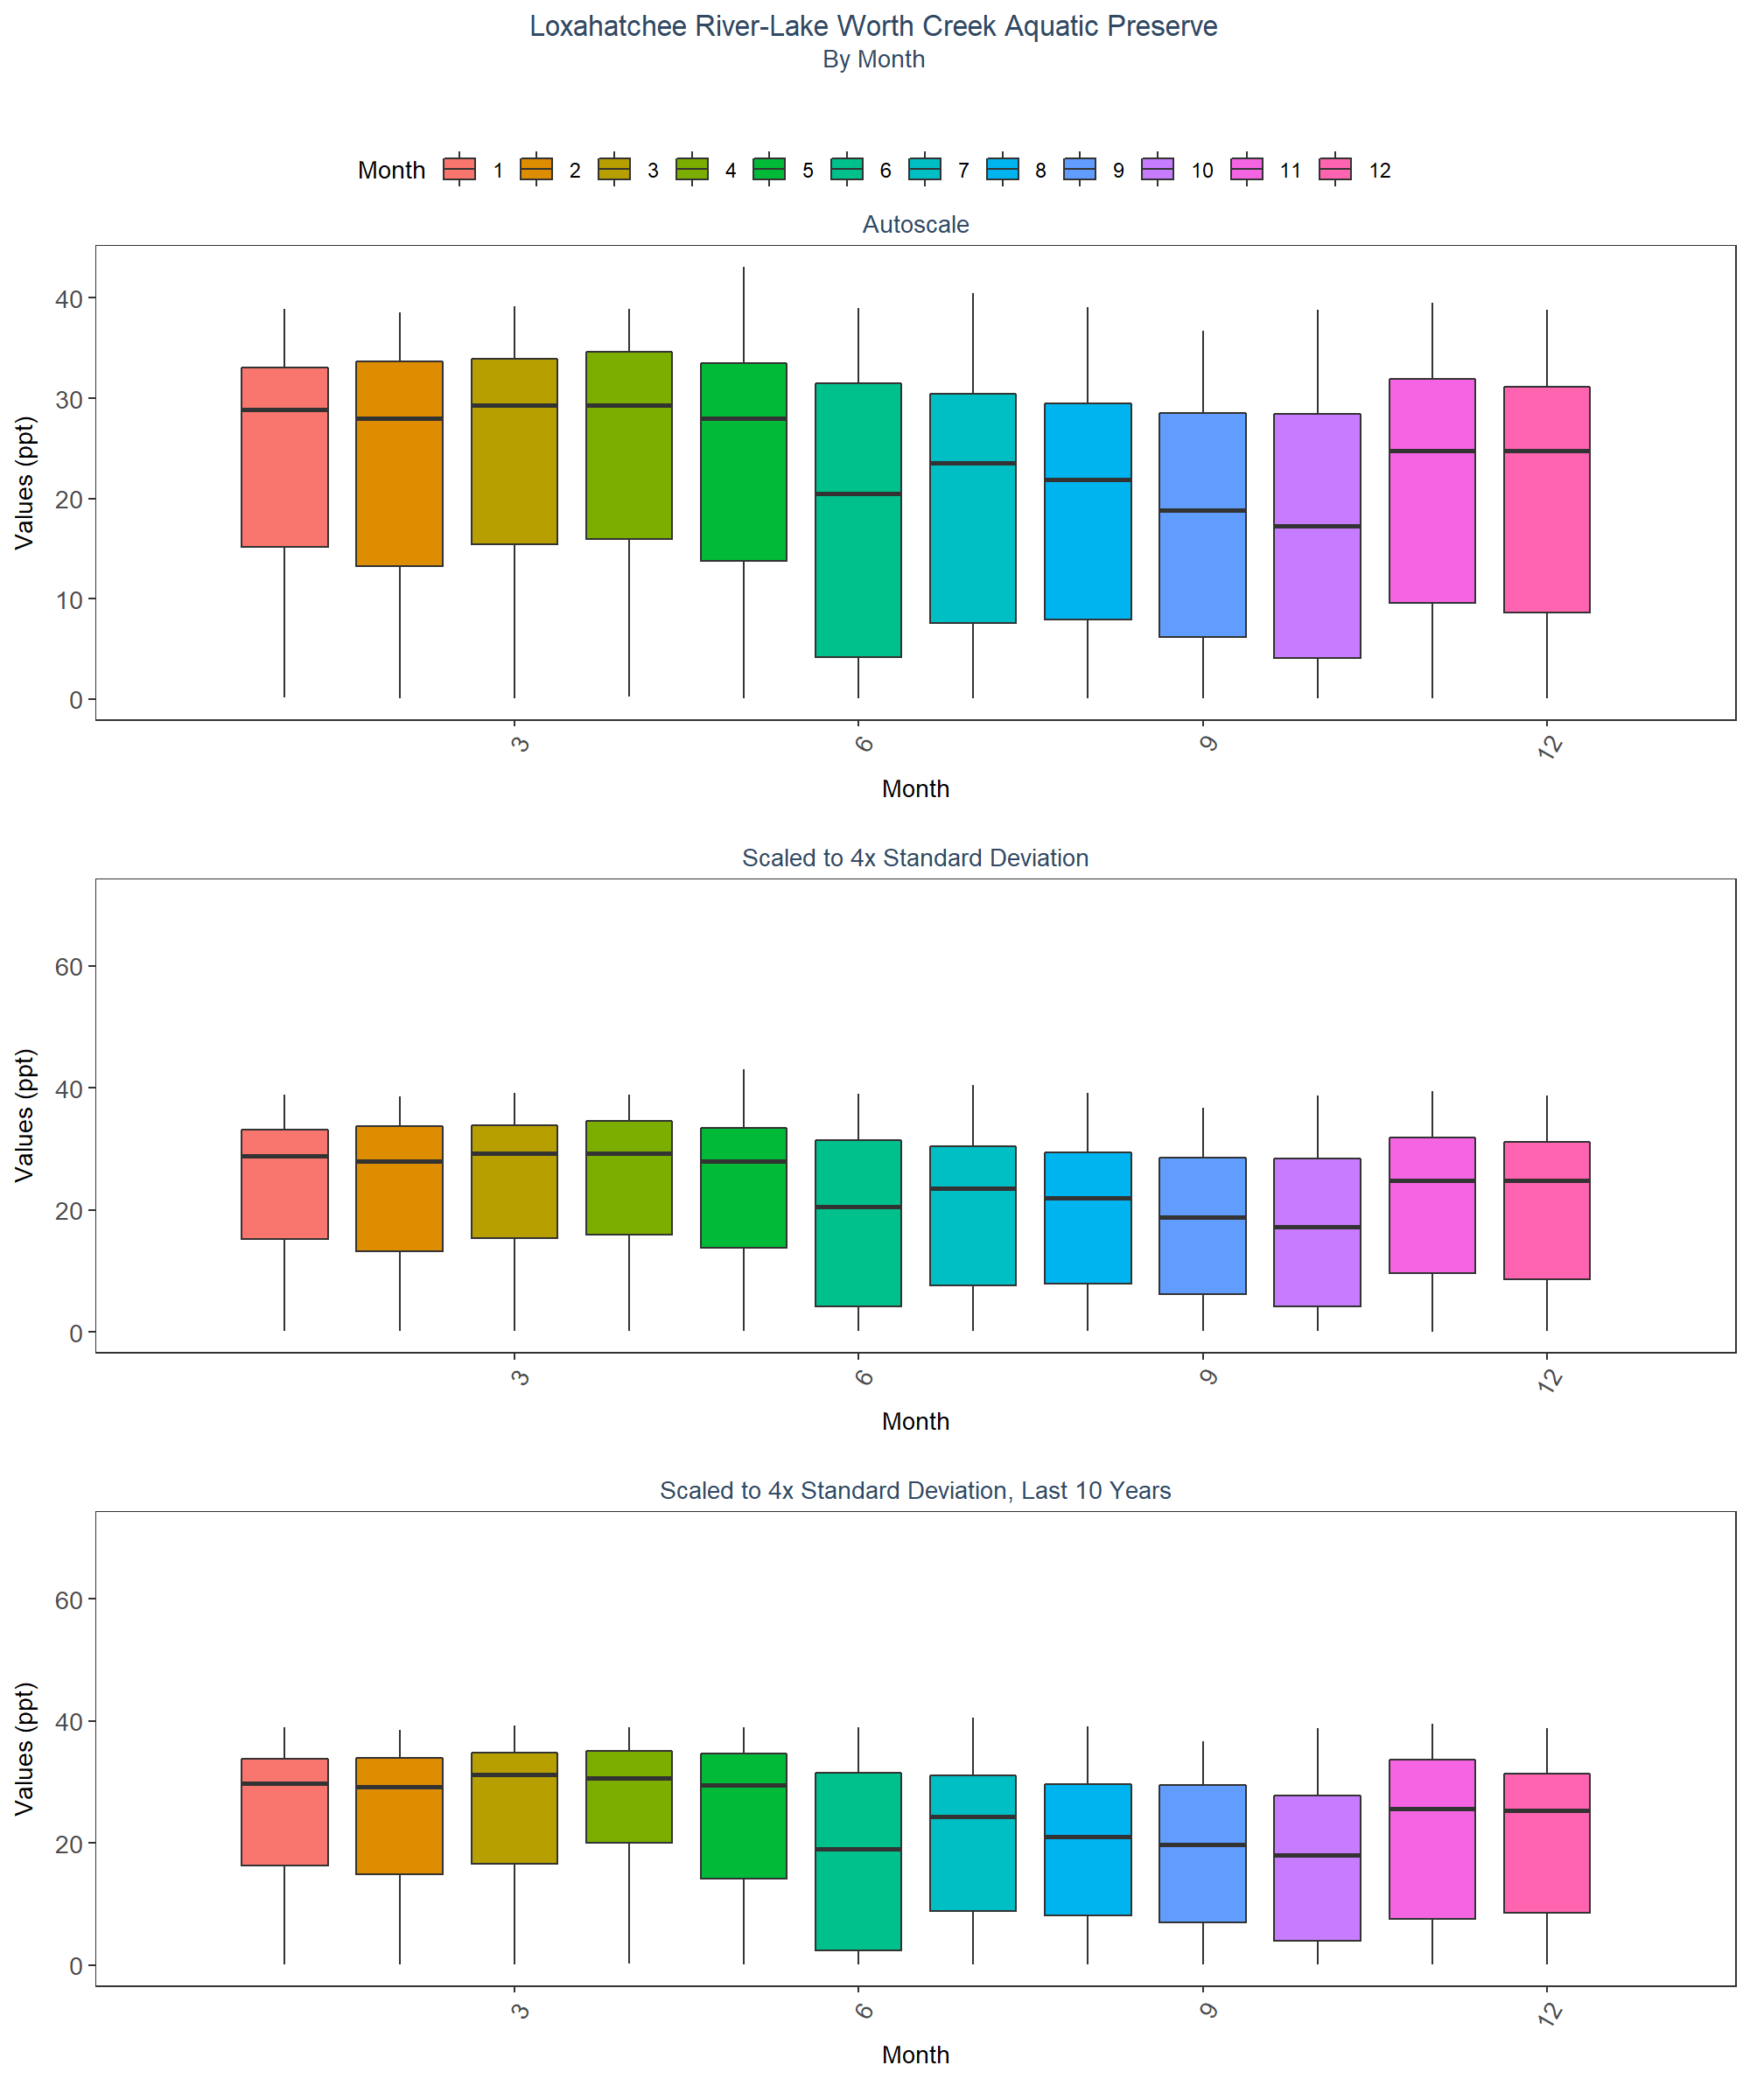 Loxahatchee River-Lake Worth Creek Aquatic Preserve
By Month
Month 1 2 3 4 5 6 7 8 9 10 11 12
Autoscale
Values (ppt)
40
30
20
10
0
3 6 9 12
Month
Scaled to 4x Standard Deviation
Values (ppt)
60
40
20
0
3 6 9 12
Month
Scaled to 4x Standard Deviation, Last 10 Years
Values (ppt)
60
40
20
0
3 6 9 12
Month